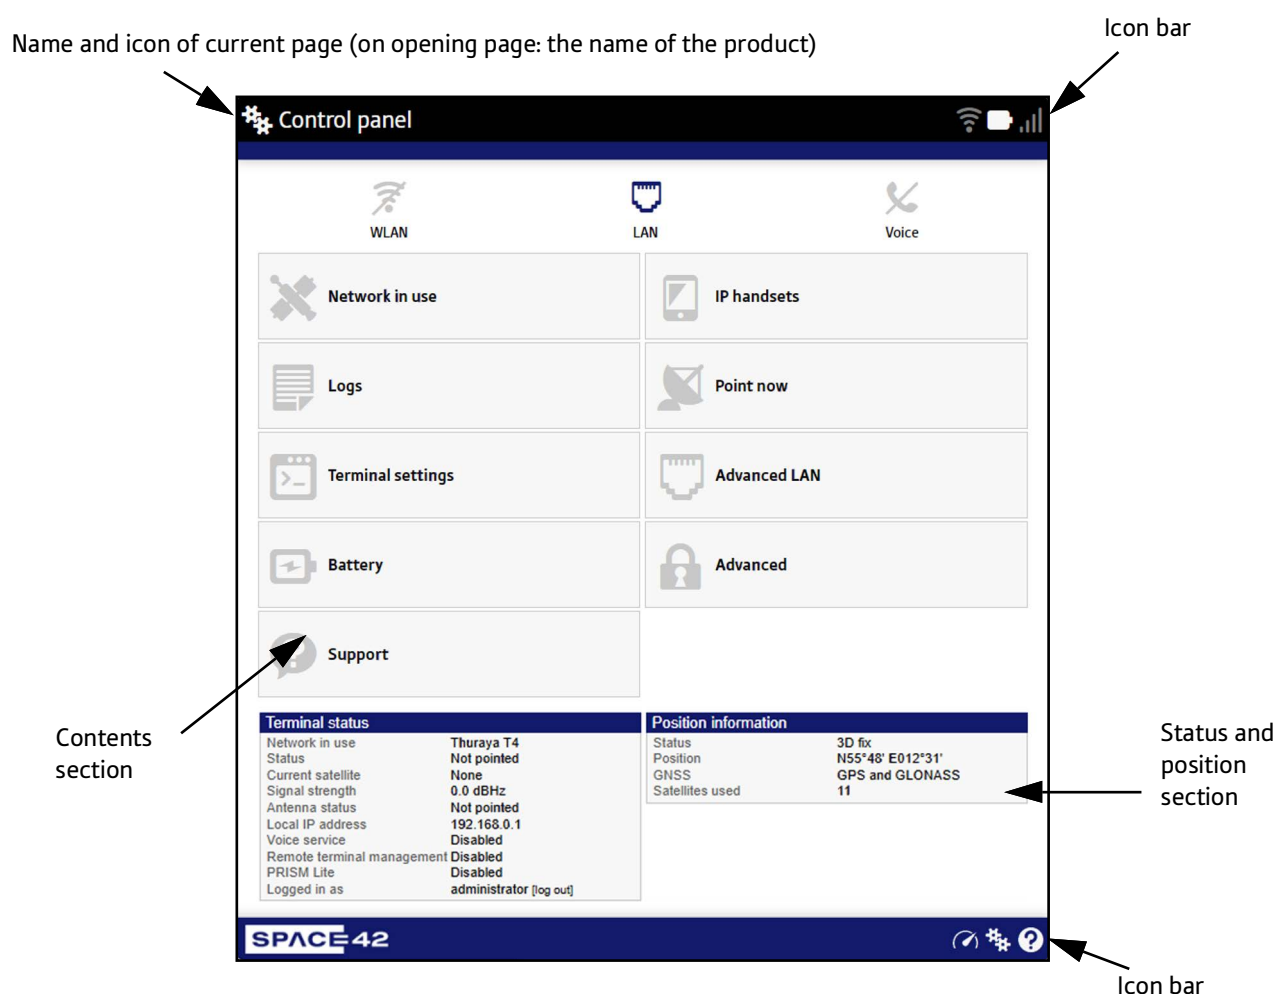 Name and icon of current page (on opening page: the name of the product)
Icon bar
Control panel
WLAN
LAN
Voice
Network in use
IP handsets
Logs
Point now
Terminal settings
Advanced LAN
Battery
Advanced
Support
Contents
section
Terminal status
Network in use Thuraya T4
Status Not pointed
Current satellite None
Signal strength 0.0 dBHz
Antenna status Not pointed
Local IP address 192.168.0.1
Voice service Disabled
Remote terminal management Disabled
PRISM Lite Disabled
Logged in as administrator [log out]
Position information
Status 3D fix
Position N55°48' E012°31'
GNSS GPS and GLONASS
Satellites used 11
Status and
position
section
SPACE42
Icon bar